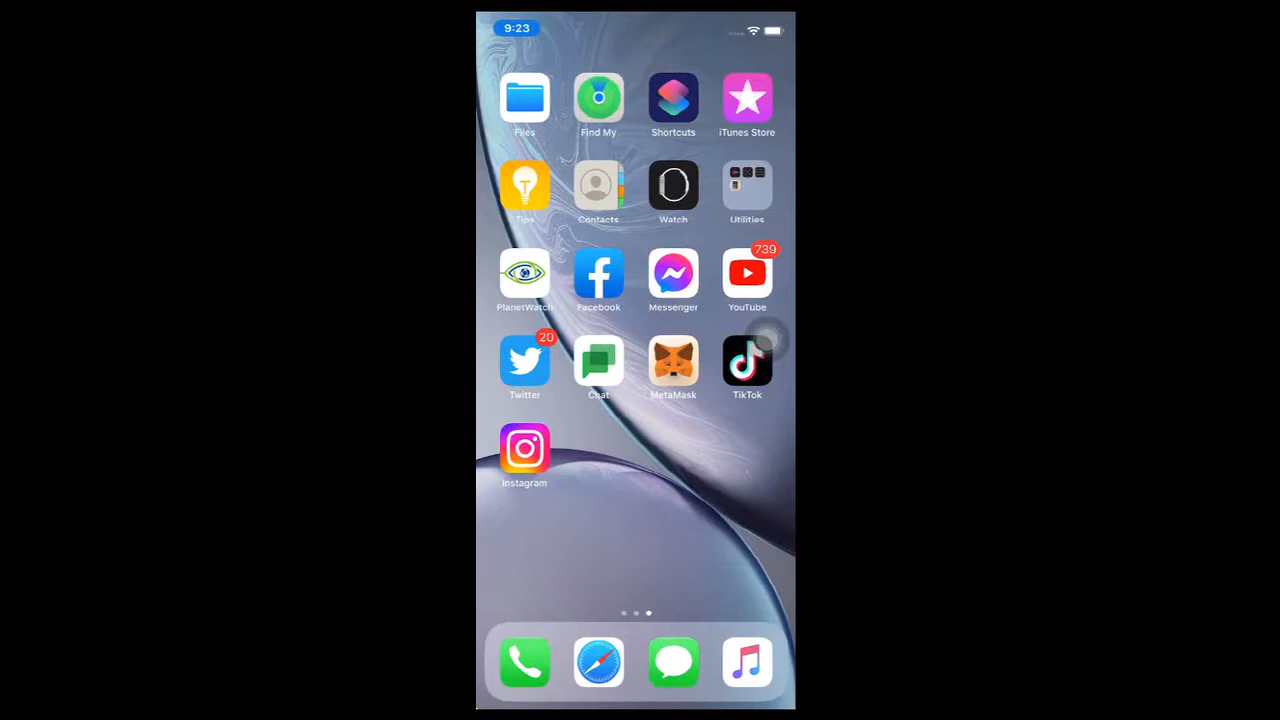 9:23
Files Find My Shortcuts iTunes Store
Tips Contacts Watch Utilities
739
PlanetWatch Facebook Messenger YouTube
20
Twitter Chat MetaMask TikTok
Instagram